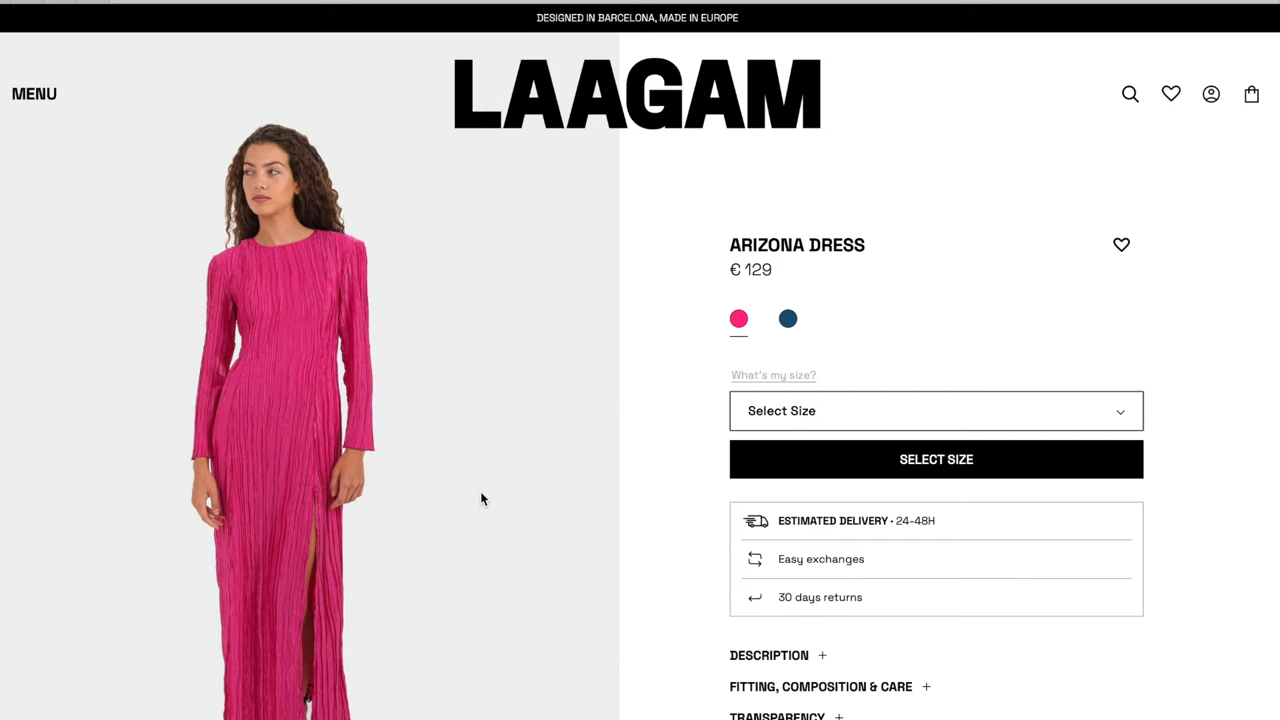 DESIGNED IN BARCELONA, MADE IN EUROPE
MENU
LAAGAM
ARIZONA DRESS
€ 129
What's my size?
Select Size
SELECT SIZE
ESTIMATED DELIVERY · 24-48H
Easy exchanges
30 days returns
DESCRIPTION +
FITTING, COMPOSITION & CARE +
TRANSPARENCY +